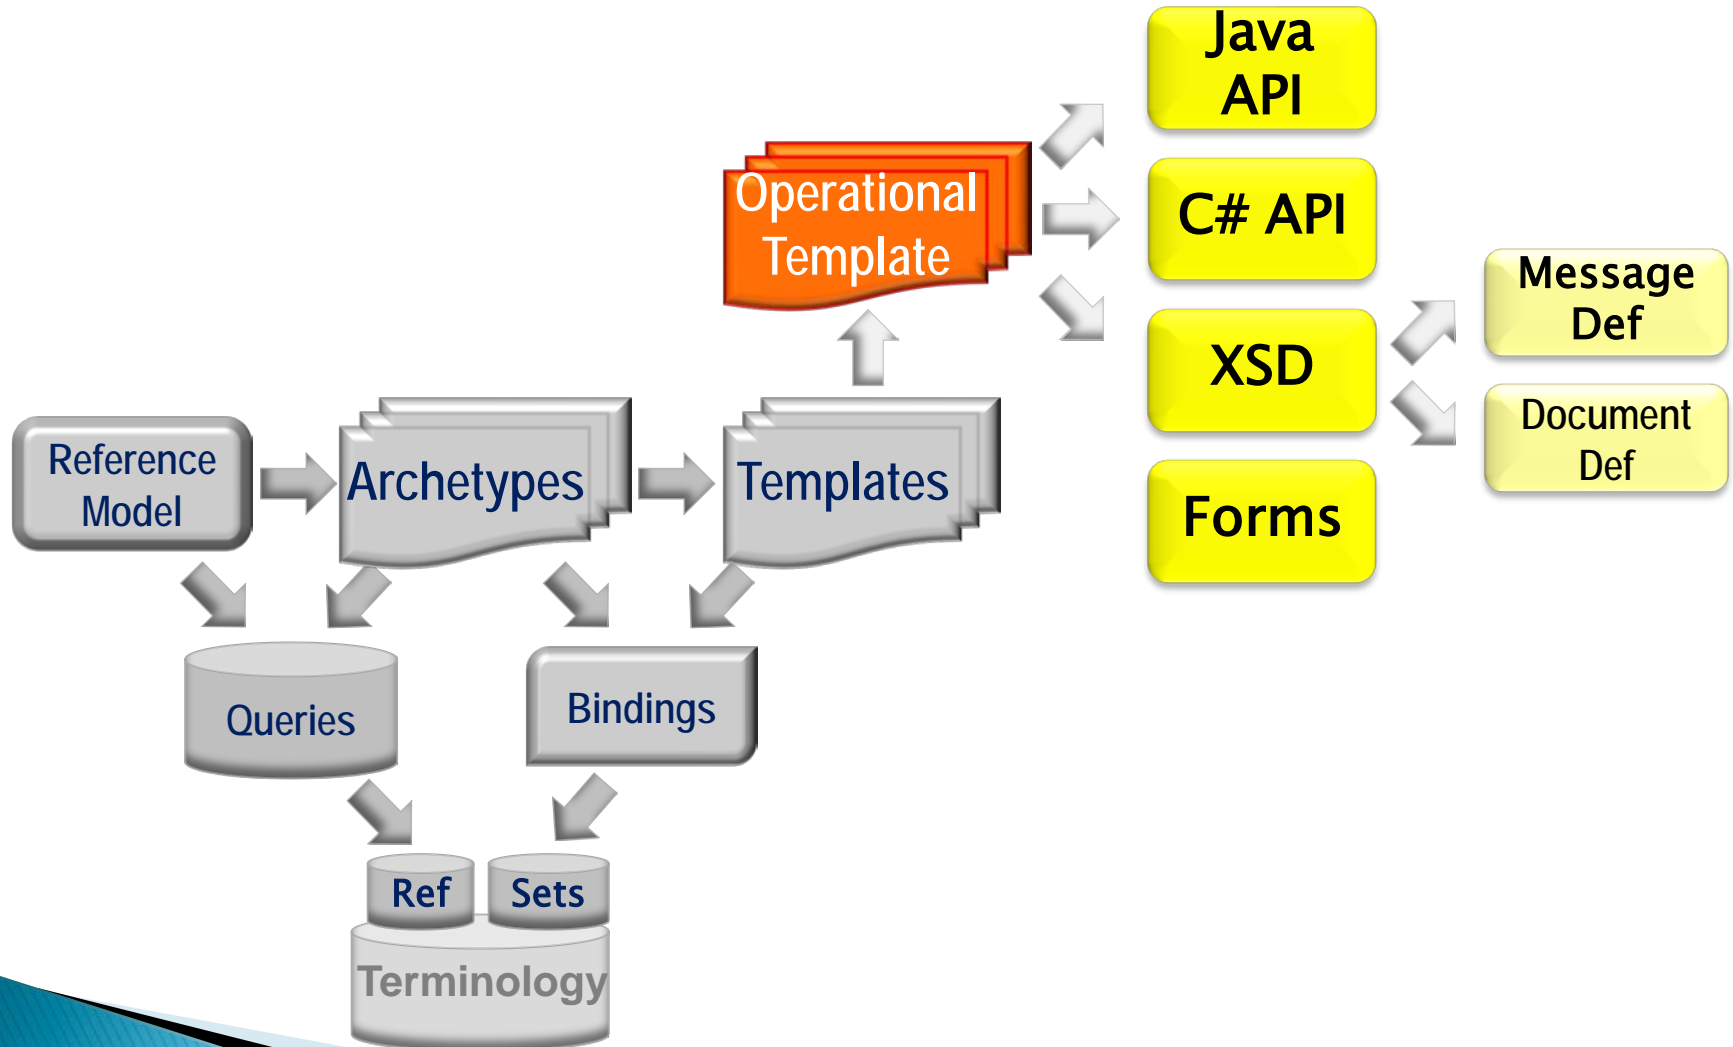 Java
API
Operational
Template
C# API
Message
Def
XSD
Document
Def
Reference
Model
Archetypes
Templates
Forms
Queries
Bindings
Ref
Sets
Terminology